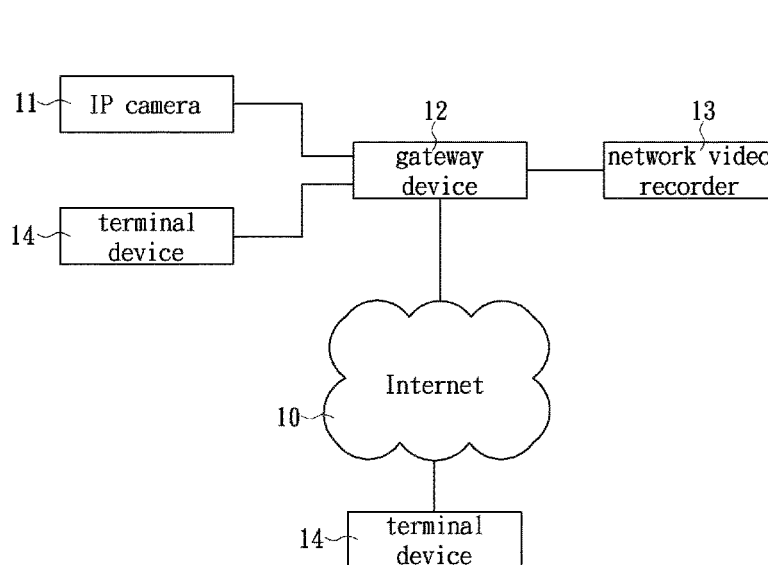 11
IP camera
12
gateway
device
13
network video
recorder
14
terminal
device
Internet
10
14
terminal
device